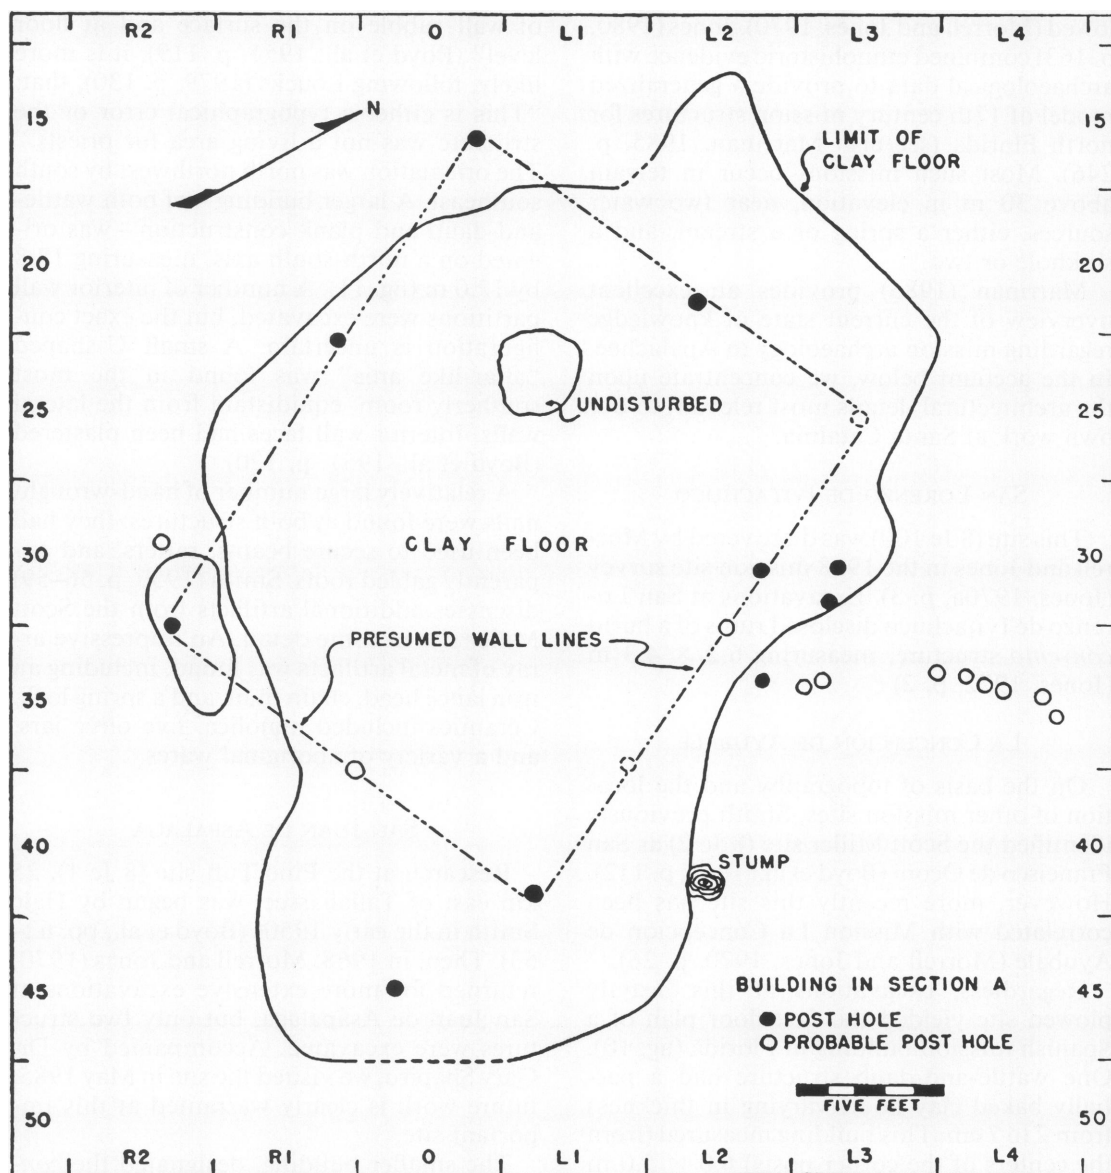 R2 R1 O L1 L2 L3 L4
N
15 15
LIMIT OF
CLAY FLOOR
20 20
25 25
UNDISTURBED
CLAY FLOOR
30 30
PRESUMED WALL LINES
35 35
40 40
STUMP
BUILDING IN SECTION A
POST HOLE
PROBABLE POST HOLE
45 45
FIVE FEET
50 50
R2 R1 O L1 L2 L3 L4